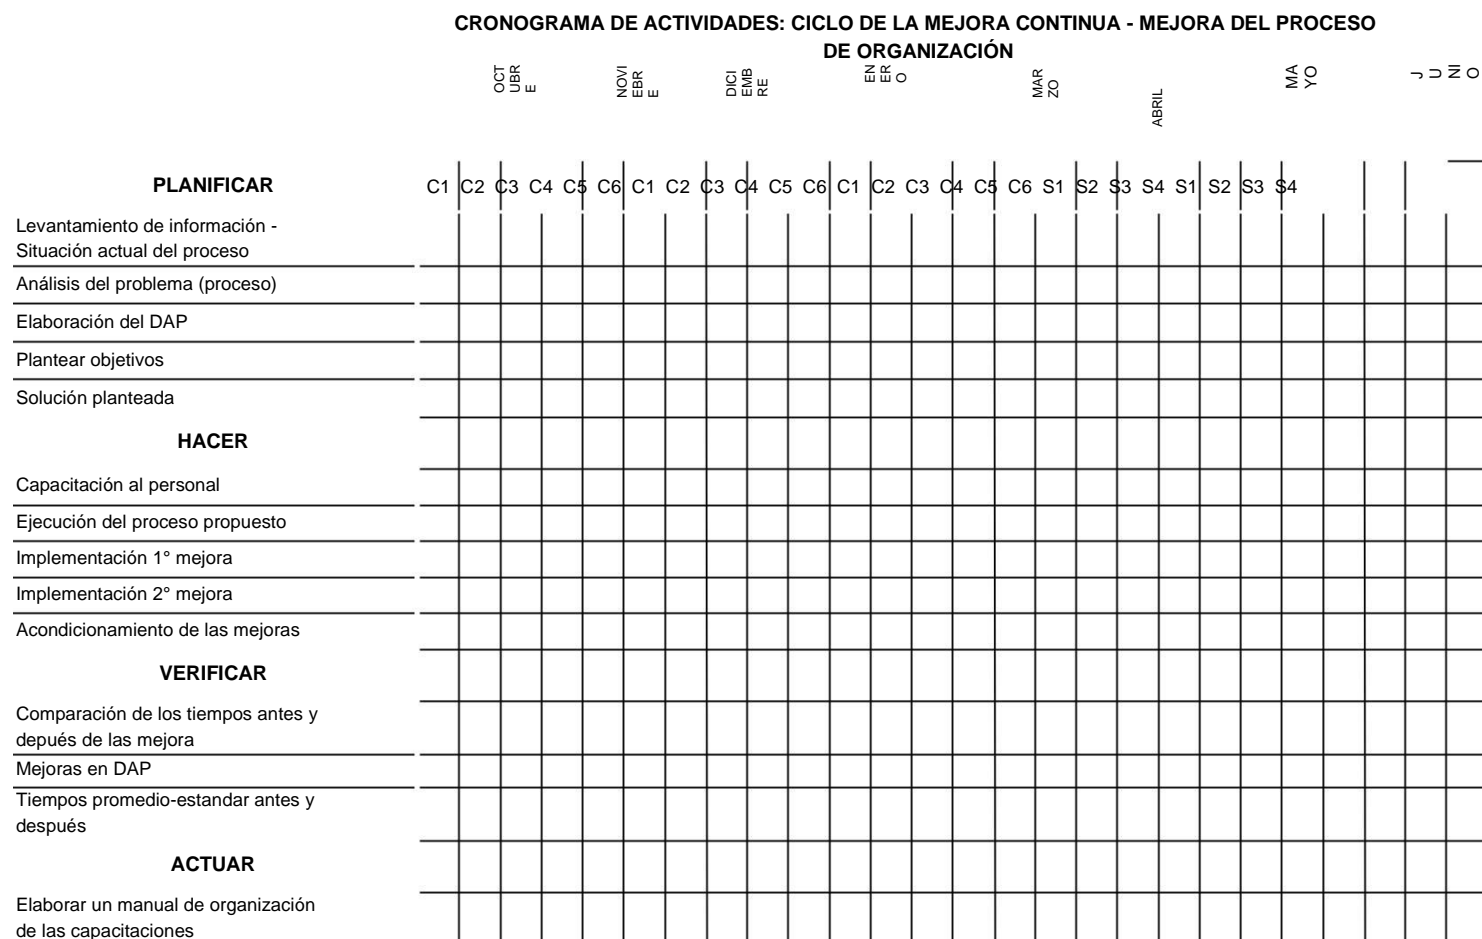 CRONOGRAMA DE ACTIVIDADES: CICLO DE LA MEJORA CONTINUA - MEJORA DEL PROCESO
DE ORGANIZACIÓN
OCT
UBR
E
NOVI
EBR
E
DICI
EMB
RE
EN
ER
O
MAR
ZO
ABRIL
MA
YO
J
U
NI
O
PLANIFICAR C1 C2 C3 C4 C5 C6 C1 C2 C3 C4 C5 C6 C1 C2 C3 C4 C5 C6 S1 S2 S3 S4 S1 S2 S3 S4
Levantamiento de información -
Situación actual del proceso
Análisis del problema (proceso)
Elaboración del DAP
Plantear objetivos
Solución planteada
HACER
Capacitación al personal
Ejecución del proceso propuesto
Implementación 1° mejora
Implementación 2° mejora
Acondicionamiento de las mejoras
VERIFICAR
Comparación de los tiempos antes y
depués de las mejora
Mejoras en DAP
Tiempos promedio-estandar antes y
después
ACTUAR
Elaborar un manual de organización
de las capacitaciones